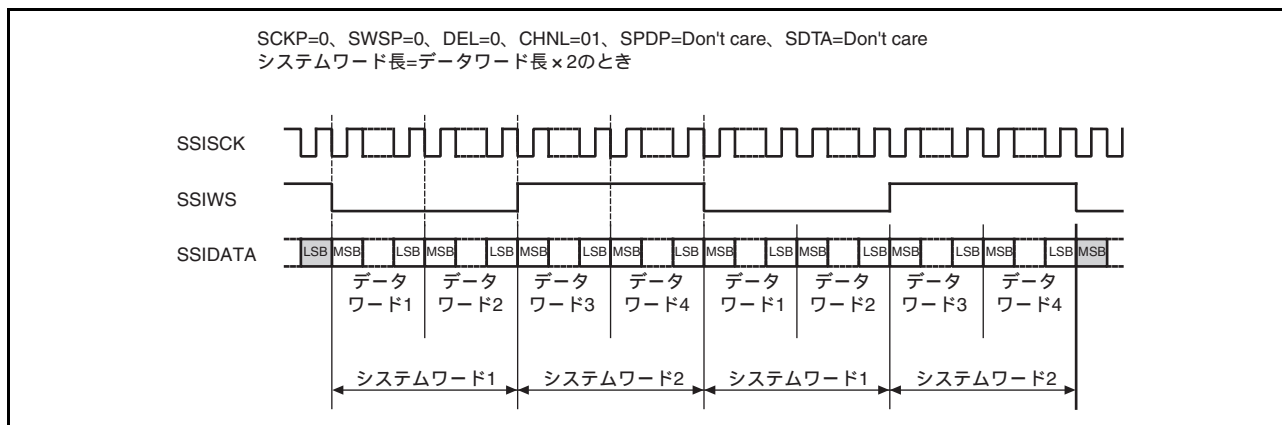 SCKP=0、SWSP=0、DEL=0、CHNL=01、SPDP=Don't care、SDTA=Don't care
システムワード長=データワード長×2のとき
SSISCK
SSIWS
SSIDATA
LSB MSB LSB MSB LSB MSB LSB MSB LSB MSB LSB MSB LSB MSB LSB MSB LSB MSB
データ データ データ データ データ データ データ データ
ワード1 ワード2 ワード3 ワード4 ワード1 ワード2 ワード3 ワード4
システムワード1 システムワード2 システムワード1 システムワード2